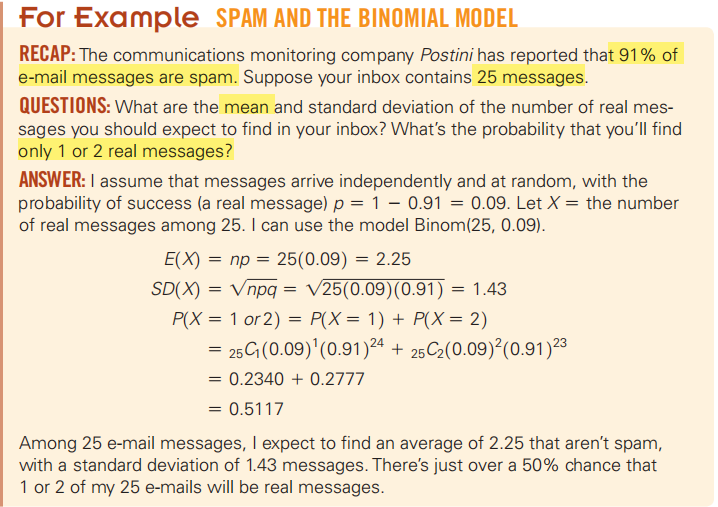 For Example SPAM AND THE BINOMIAL MODEL
RECAP: The communications monitoring company Postini has reported that 91% of
e-mail messages are spam. Suppose your inbox contains 25 messages.
QUESTIONS: What are the mean and standard deviation of the number of real mes-
sages you should expect to find in your inbox? What's the probability that you'll find
only 1 or 2 real messages?
ANSWER: I assume that messages arrive independently and at random, with the
probability of success (a real message) p = 1 − 0.91 = 0.09. Let X = the number
of real messages among 25. I can use the model Binom(25, 0.09).
E(X) = np = 25(0.09) = 2.25
SD(X) = √npq = √25(0.09)(0.91) = 1.43
P(X = 1 or 2) = P(X = 1) + P(X = 2)
= ₂₅C₁(0.09)¹(0.91)²⁴ + ₂₅C₂(0.09)²(0.91)²³
= 0.2340 + 0.2777
= 0.5117
Among 25 e-mail messages, I expect to find an average of 2.25 that aren't spam,
with a standard deviation of 1.43 messages. There's just over a 50% chance that
1 or 2 of my 25 e-mails will be real messages.